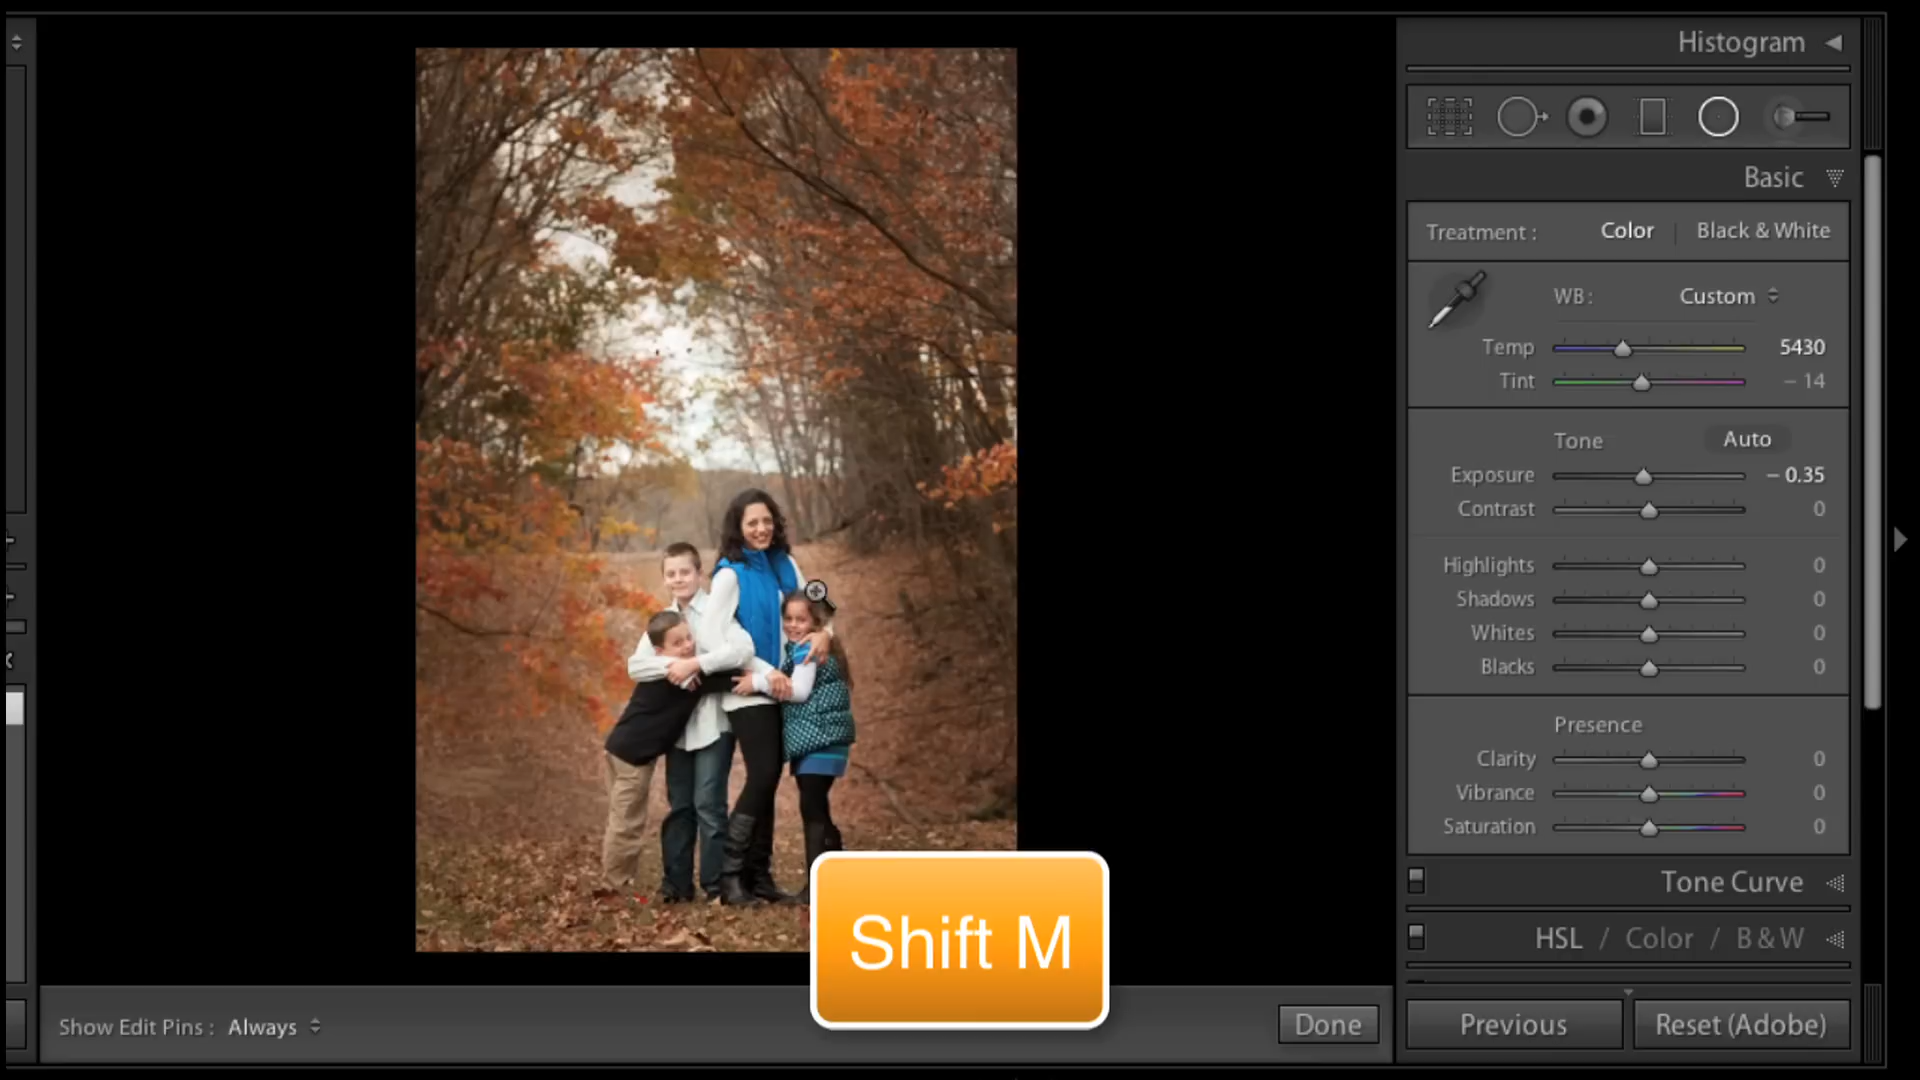 Histogram
Basic
Treatment : Color | Black & White
WB : Custom
Temp 5430
Tint – 14
Tone Auto
Exposure – 0.35
Contrast 0
Highlights 0
Shadows 0
Whites 0
Blacks 0
Presence
Clarity 0
Vibrance 0
Saturation 0
Tone Curve
HSL / Color / B & W
Shift M
Show Edit Pins : Always
Done
Previous
Reset (Adobe)